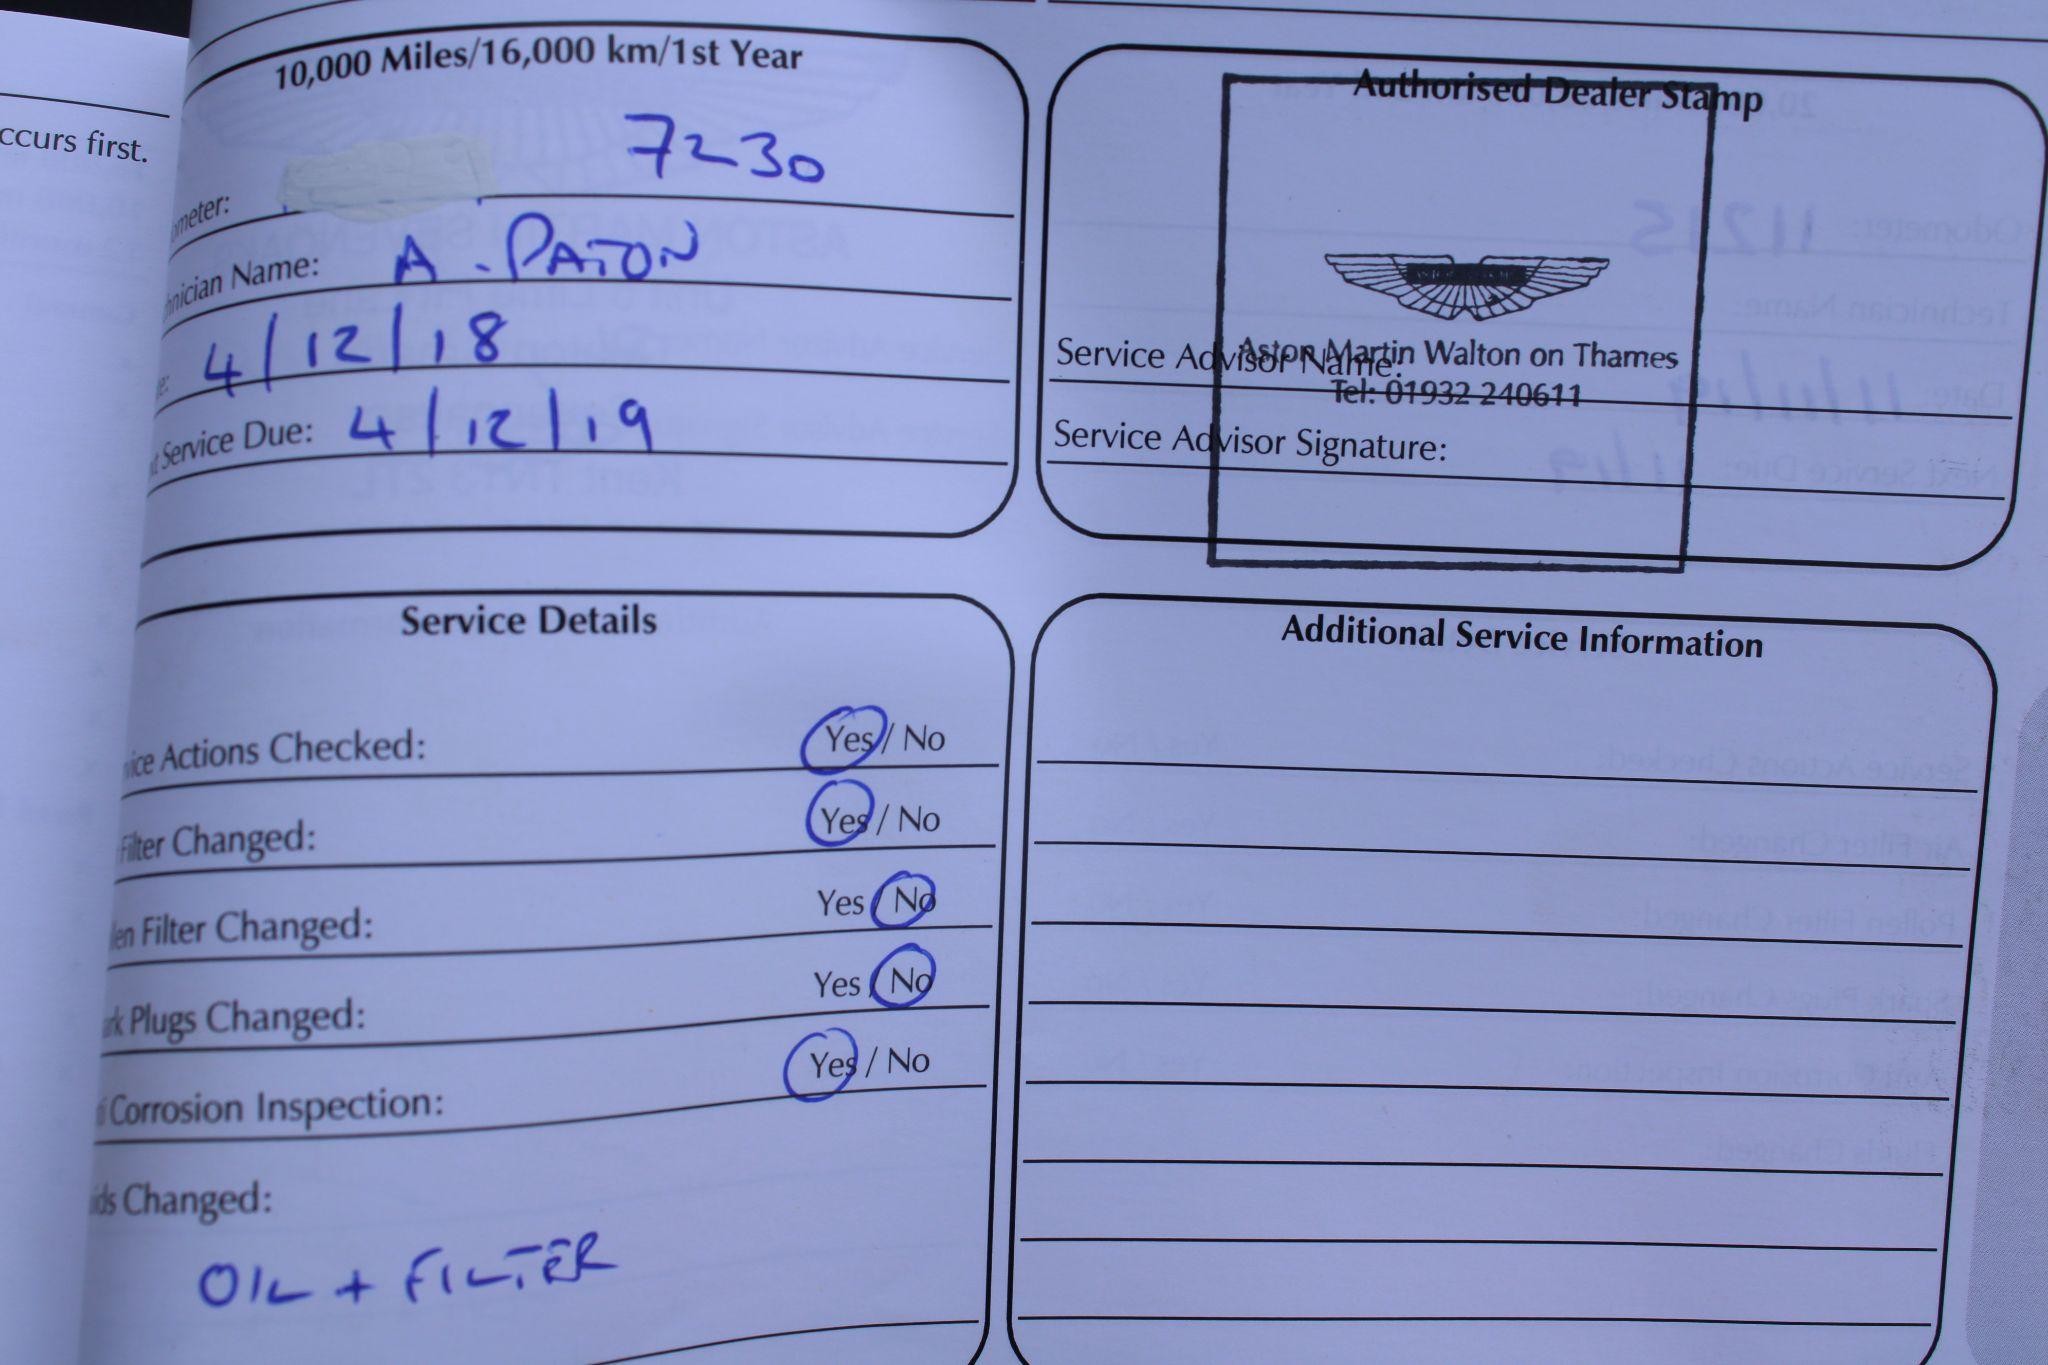 ccurs first.
10,000 Miles/16,000 km/1st Year
ometer: 7230
nician Name: A. PATON
e: 4/12/18
t Service Due: 4/12/19
Authorised Dealer Stamp
Aston Martin Walton on Thames
Tel: 01932 240611
Service Advisor Name:
Service Advisor Signature:
Service Details
vice Actions Checked: Yes / No
Filter Changed: Yes / No
len Filter Changed: Yes / No
rk Plugs Changed: Yes / No
i Corrosion Inspection: Yes / No
ids Changed:
OIL + FILTER
Additional Service Information